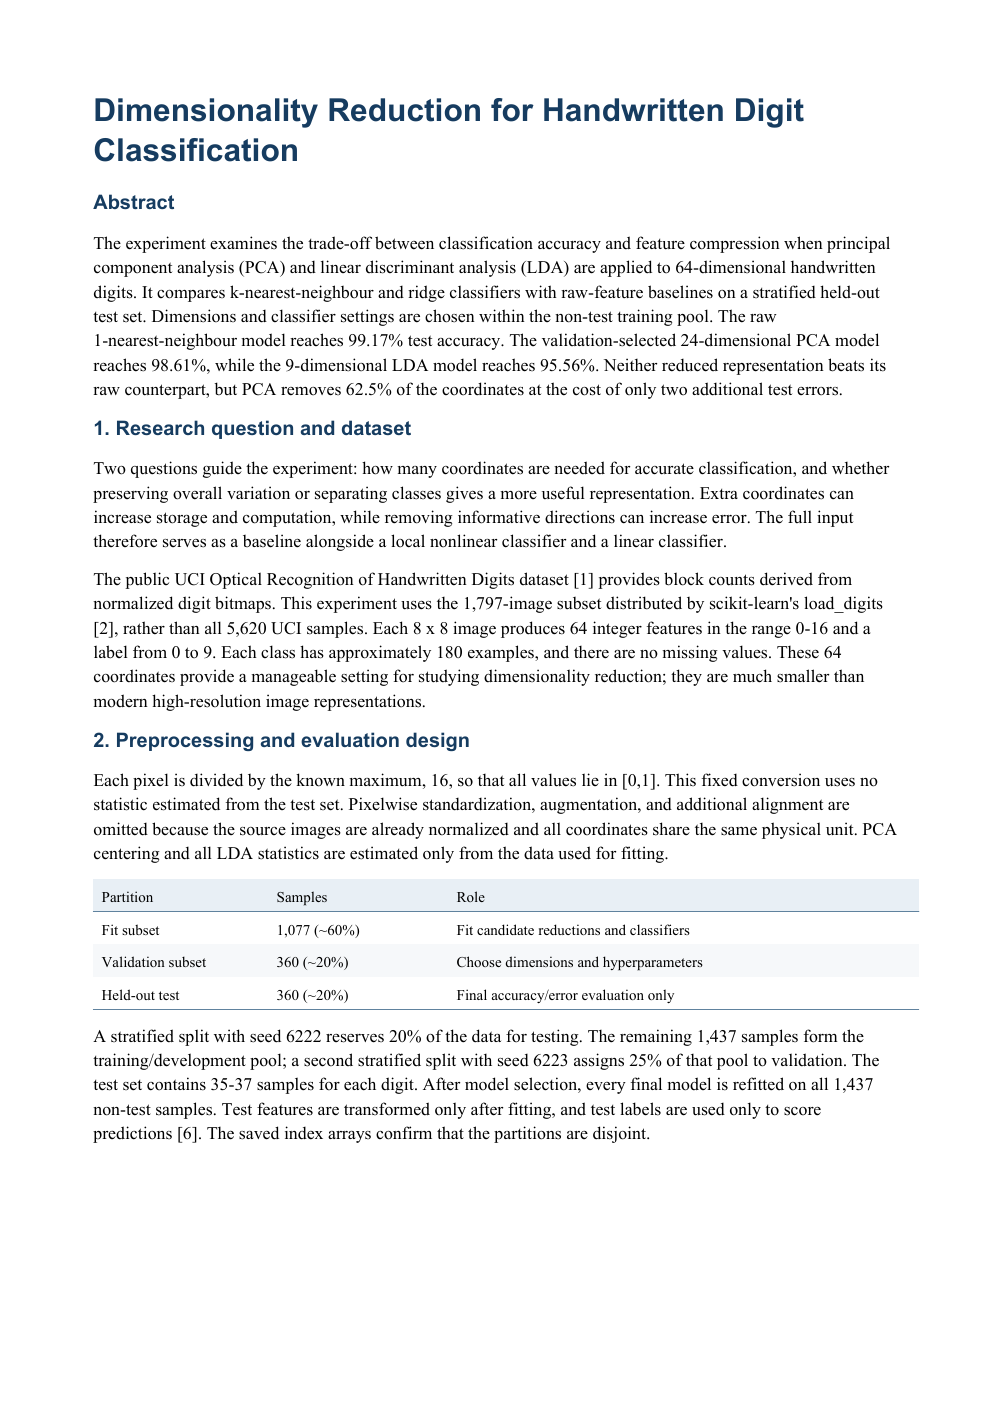 Dimensionality Reduction for Handwritten Digit
Classification
Abstract
The experiment examines the trade-off between classification accuracy and feature compression when principal
component analysis (PCA) and linear discriminant analysis (LDA) are applied to 64-dimensional handwritten
digits. It compares k-nearest-neighbour and ridge classifiers with raw-feature baselines on a stratified held-out
test set. Dimensions and classifier settings are chosen within the non-test training pool. The raw
1-nearest-neighbour model reaches 99.17% test accuracy. The validation-selected 24-dimensional PCA model
reaches 98.61%, while the 9-dimensional LDA model reaches 95.56%. Neither reduced representation beats its
raw counterpart, but PCA removes 62.5% of the coordinates at the cost of only two additional test errors.
1. Research question and dataset
Two questions guide the experiment: how many coordinates are needed for accurate classification, and whether
preserving overall variation or separating classes gives a more useful representation. Extra coordinates can
increase storage and computation, while removing informative directions can increase error. The full input
therefore serves as a baseline alongside a local nonlinear classifier and a linear classifier.
The public UCI Optical Recognition of Handwritten Digits dataset [1] provides block counts derived from
normalized digit bitmaps. This experiment uses the 1,797-image subset distributed by scikit-learn's load_digits
[2], rather than all 5,620 UCI samples. Each 8 x 8 image produces 64 integer features in the range 0-16 and a
label from 0 to 9. Each class has approximately 180 examples, and there are no missing values. These 64
coordinates provide a manageable setting for studying dimensionality reduction; they are much smaller than
modern high-resolution image representations.
2. Preprocessing and evaluation design
Each pixel is divided by the known maximum, 16, so that all values lie in [0,1]. This fixed conversion uses no
statistic estimated from the test set. Pixelwise standardization, augmentation, and additional alignment are
omitted because the source images are already normalized and all coordinates share the same physical unit. PCA
centering and all LDA statistics are estimated only from the data used for fitting.
Partition Samples Role
Fit subset 1,077 (~60%) Fit candidate reductions and classifiers
Validation subset 360 (~20%) Choose dimensions and hyperparameters
Held-out test 360 (~20%) Final accuracy/error evaluation only
A stratified split with seed 6222 reserves 20% of the data for testing. The remaining 1,437 samples form the
training/development pool; a second stratified split with seed 6223 assigns 25% of that pool to validation. The
test set contains 35-37 samples for each digit. After model selection, every final model is refitted on all 1,437
non-test samples. Test features are transformed only after fitting, and test labels are used only to score
predictions [6]. The saved index arrays confirm that the partitions are disjoint.